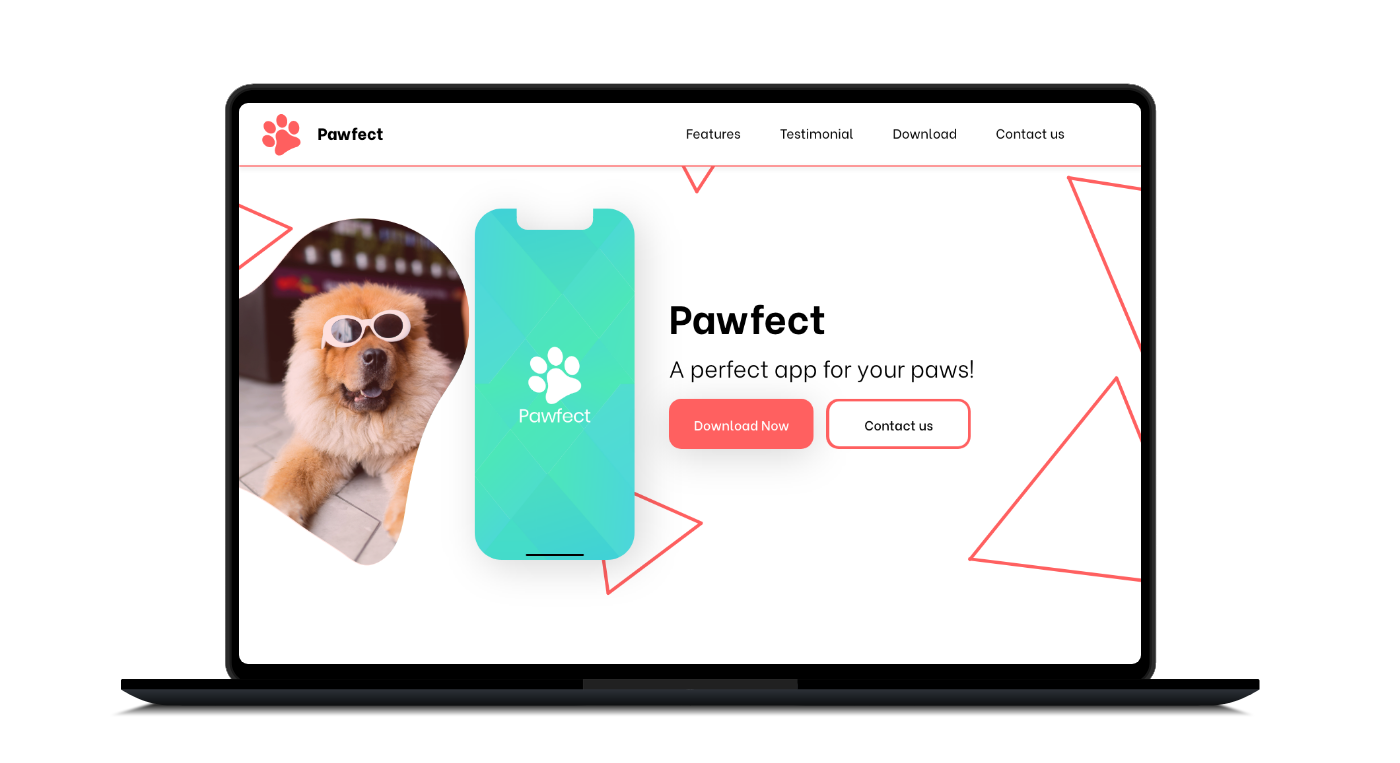 Pawfect
Features
Testimonial
Download
Contact us
Pawfect
Pawfect
A perfect app for your paws!
Download Now
Contact us